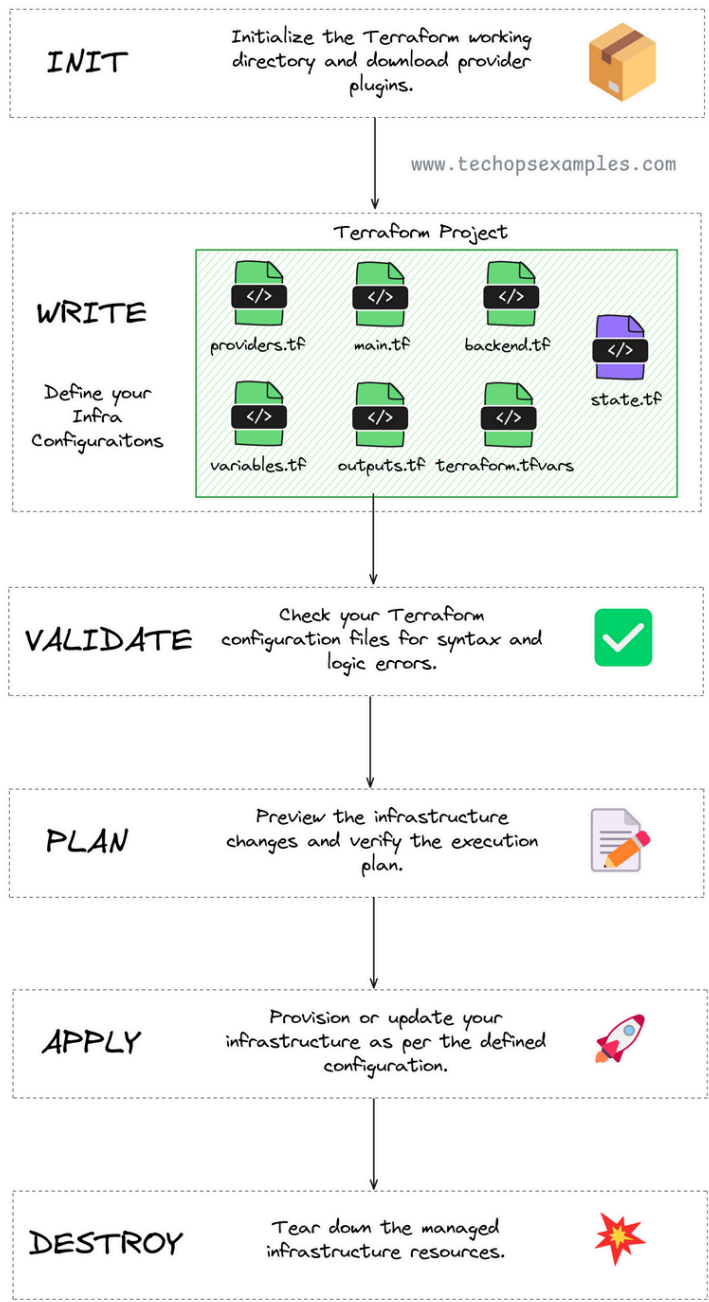 INIT
Initialize the Terraform working
directory and download provider
plugins.
www.techopsexamples.com
Terraform Project
WRITE
Define your
Infra
Configuraitons
</>
</>
</>
providers.tf
main.tf
backend.tf
</>
state.tf
</>
</>
</>
variables.tf
outputs.tf
terraform.tfvars
VALIDATE
Check your Terraform
configuration files for syntax and
logic errors.
PLAN
Preview the infrastructure
changes and verify the execution
plan.
APPLY
Provision or update your
infrastructure as per the defined
configuration.
DESTROY
Tear down the managed
infrastructure resources.